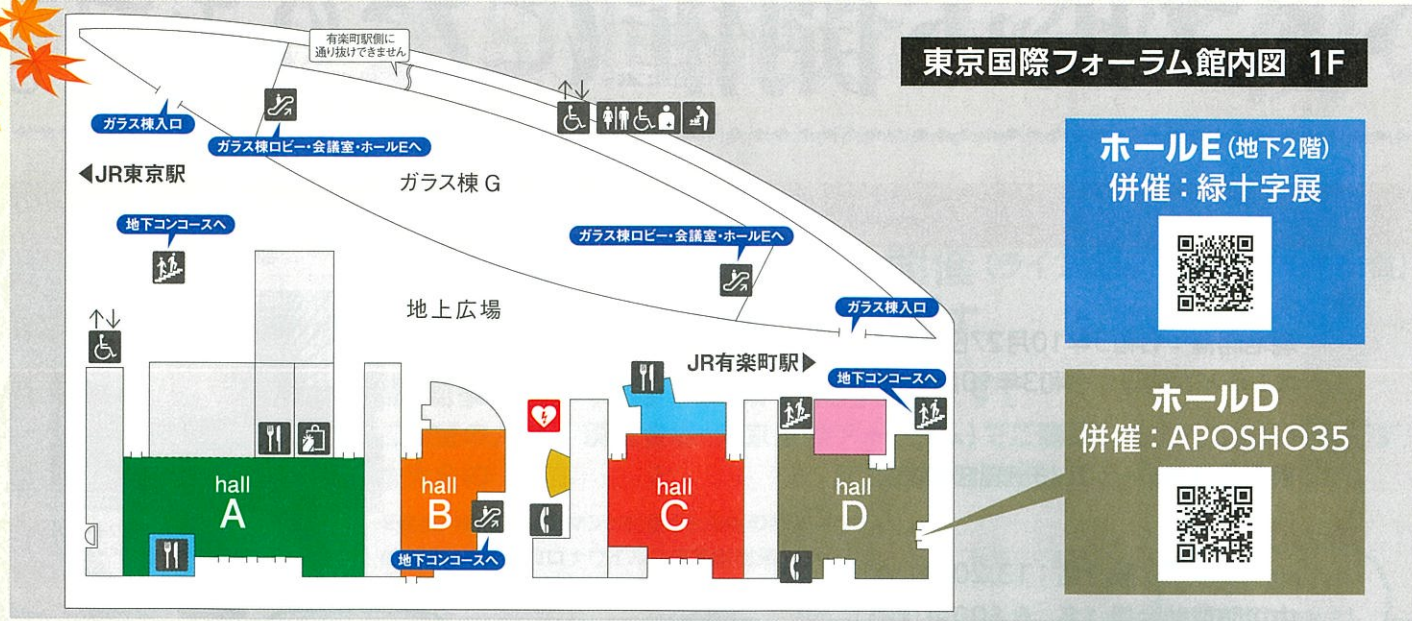 東京国際フォーラム館内図 1F
有楽町駅側に
通り抜けできません
ガラス棟入口
ガラス棟ロビー・会議室・ホールEへ
◀JR東京駅
ガラス棟 G
地下コンコースへ
ガラス棟ロビー・会議室・ホールEへ
地上広場
ガラス棟入口
JR有楽町駅▶
地下コンコースへ
hall
A
hall
B
hall
C
hall
D
地下コンコースへ
ホールE(地下2階)
併催:緑十字展
ホールD
併催:APOSHO35